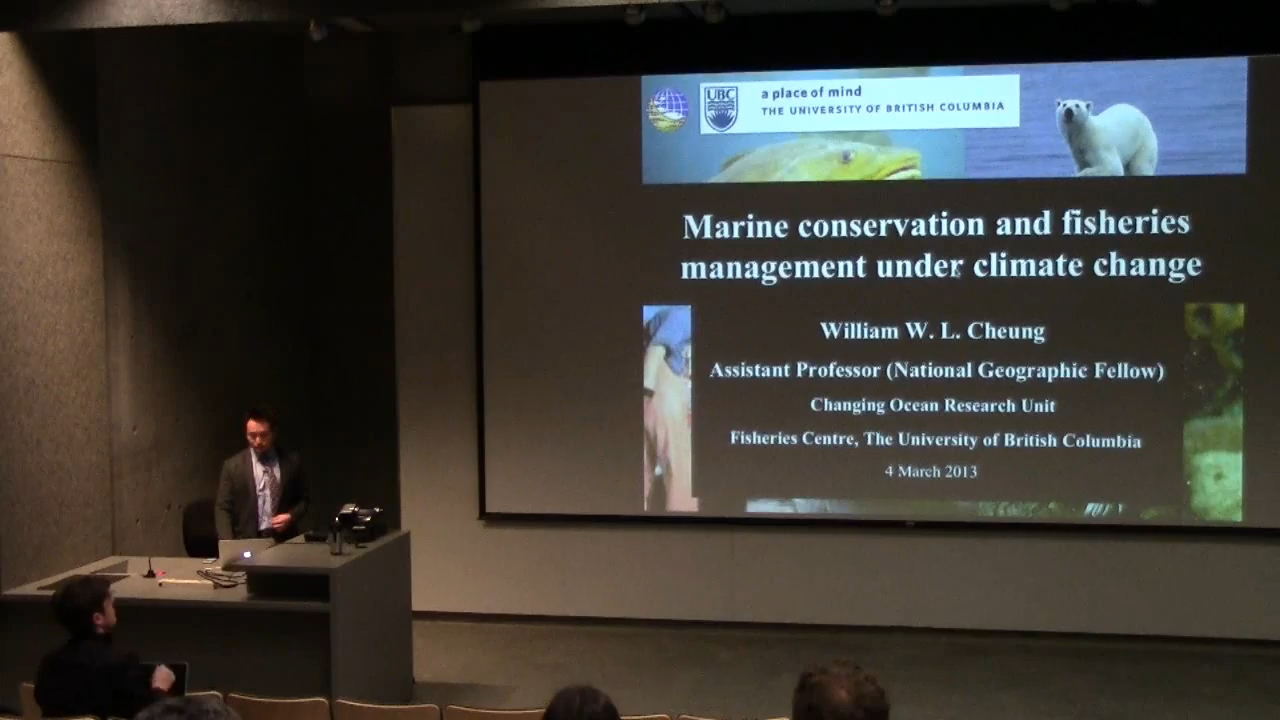 UBC
a place of mind
THE UNIVERSITY OF BRITISH COLUMBIA
Marine conservation and fisheries
management under climate change
William W. L. Cheung
Assistant Professor (National Geographic Fellow)
Changing Ocean Research Unit
Fisheries Centre, The University of British Columbia
4 March 2013